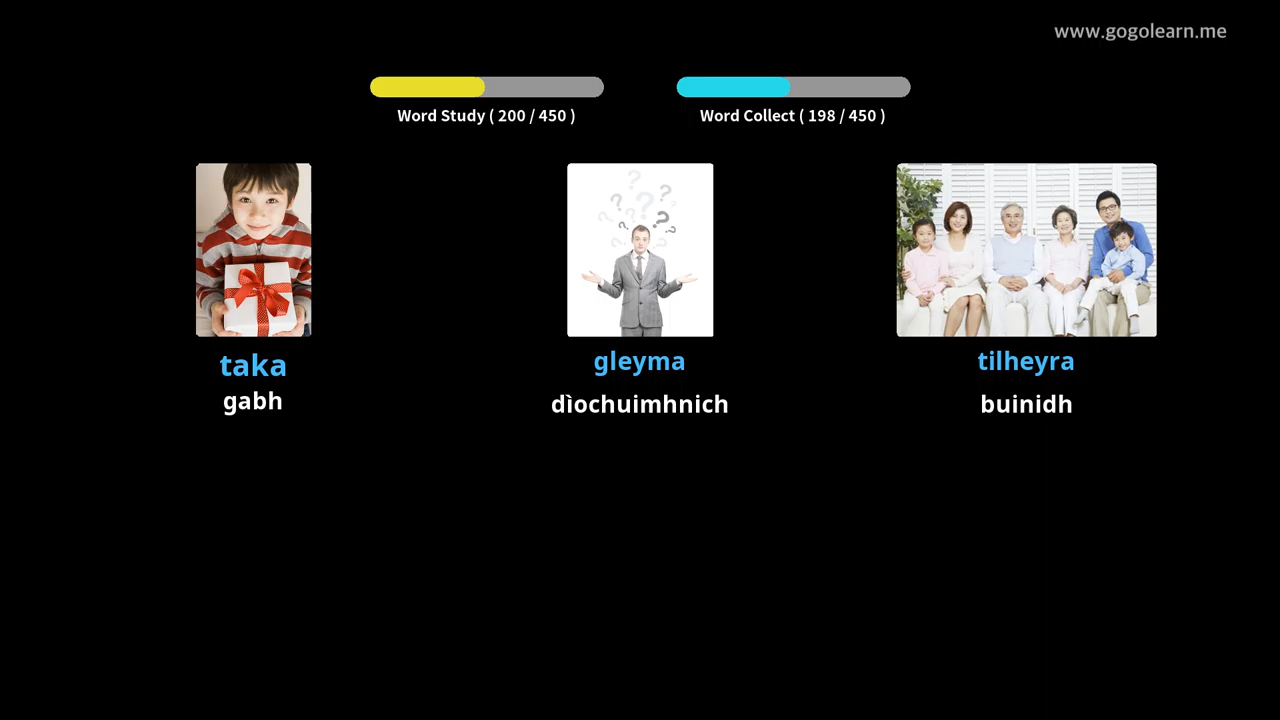 www.gogolearn.me
Word Study ( 200 / 450 )
Word Collect ( 198 / 450 )
taka
gabh
gleyma
dìochuimhnich
tilheyra
buinidh